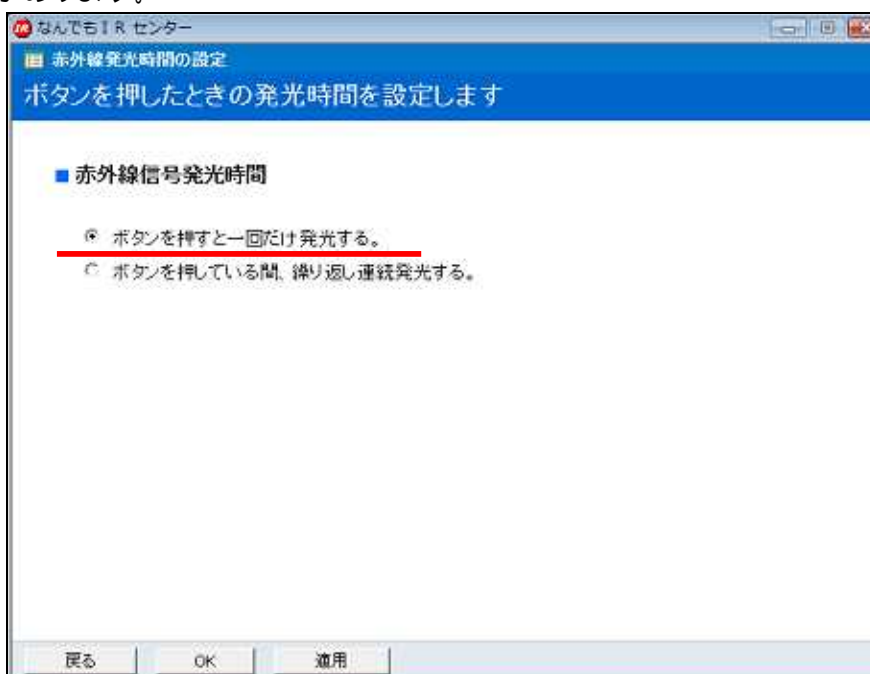 なんでもIR センター
赤外線発光時間の設定
ボタンを押したときの発光時間を設定します
■ 赤外線信号発光時間
ボタンを押すと一回だけ発光する。
ボタンを押している間、繰り返し連続発光する。
戻る OK 適用